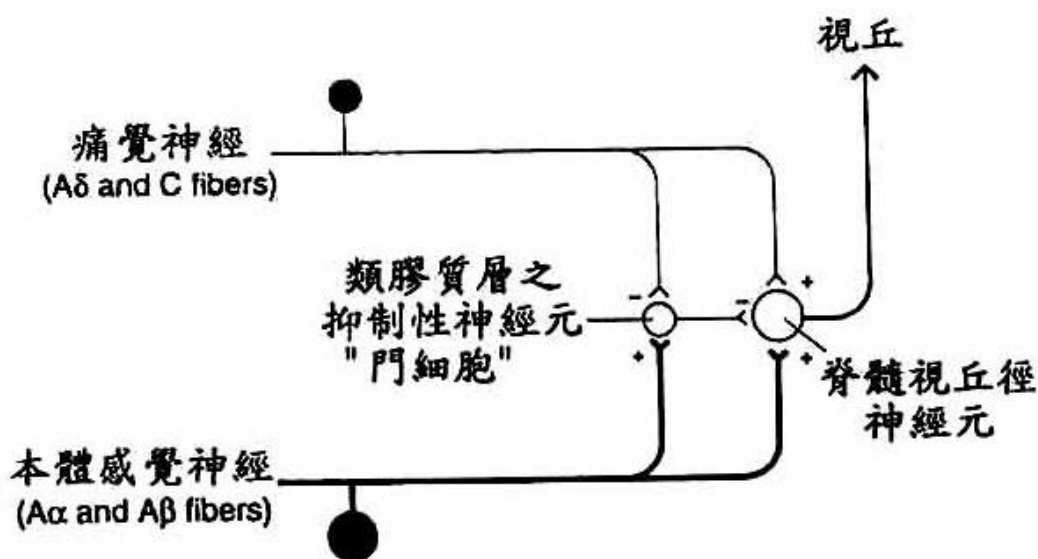 視丘
痛覺神經
(Aδ and C fibers)
類膠質層之
抑制性神經元
"門細胞"
- - +
+ +
脊髓視丘徑
神經元
本體感覺神經
(Aα and Aβ fibers)